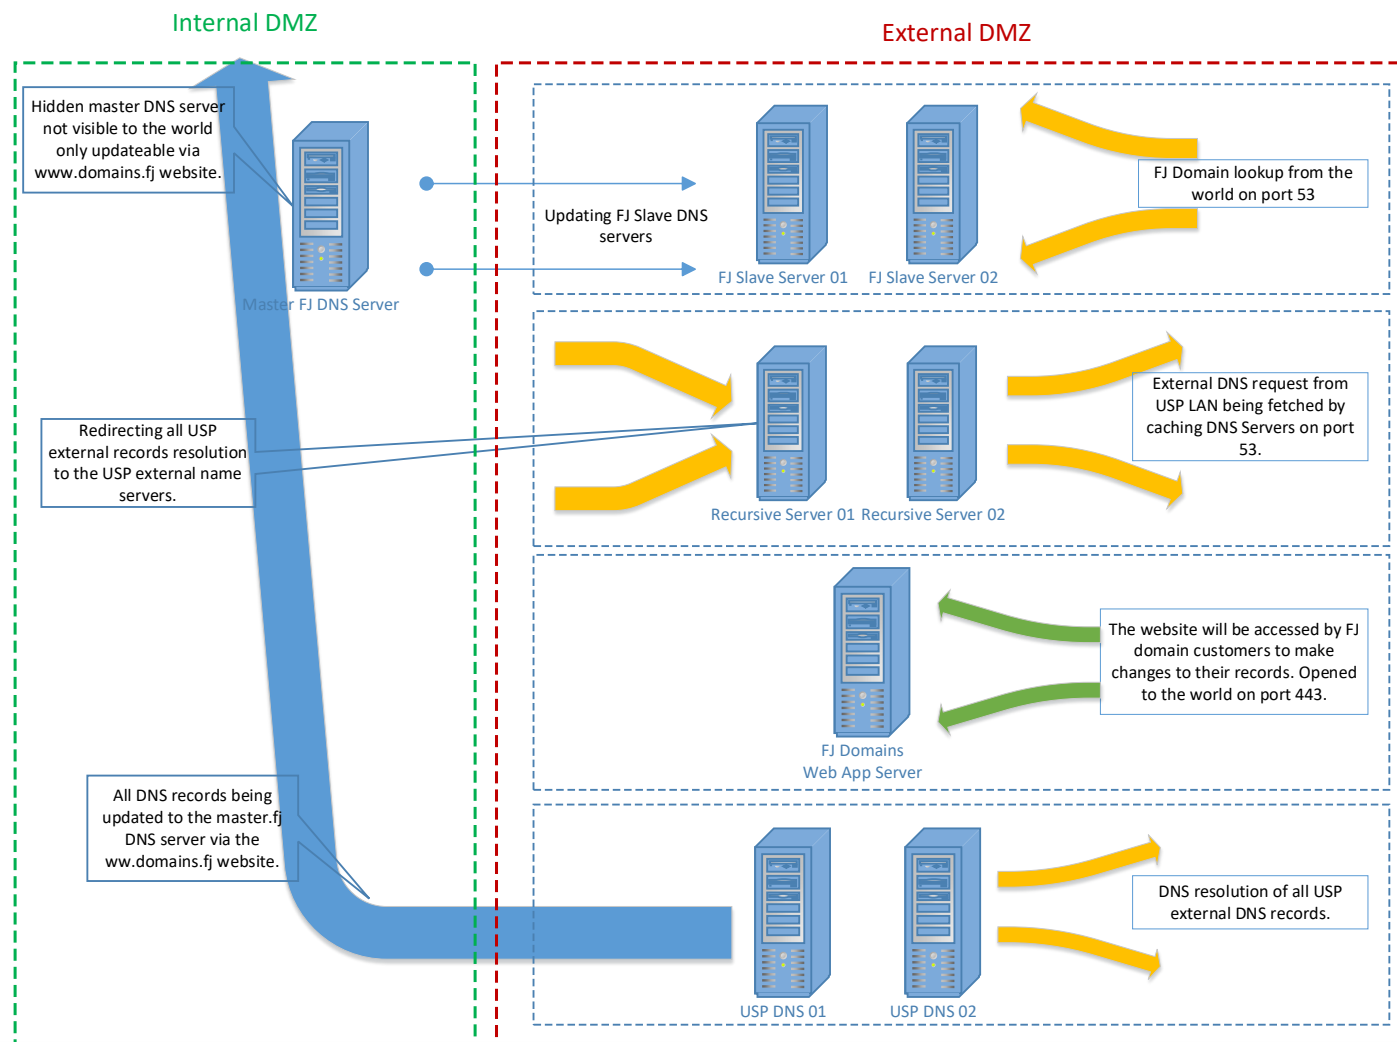 Internal DMZ
External DMZ
Hidden master DNS server
not visible to the world
only updateable via
www.domains.fj website.
Master FJ DNS Server
Updating FJ Slave DNS
servers
FJ Slave Server 01
FJ Slave Server 02
FJ Domain lookup from the
world on port 53
Redirecting all USP
external records resolution
to the USP external name
servers.
Recursive Server 01
Recursive Server 02
External DNS request from
USP LAN being fetched by
caching DNS Servers on port
53.
FJ Domains
Web App Server
The website will be accessed by FJ
domain customers to make
changes to their records. Opened
to the world on port 443.
All DNS records being
updated to the master.fj
DNS server via the
ww.domains.fj website.
USP DNS 01
USP DNS 02
DNS resolution of all USP
external DNS records.